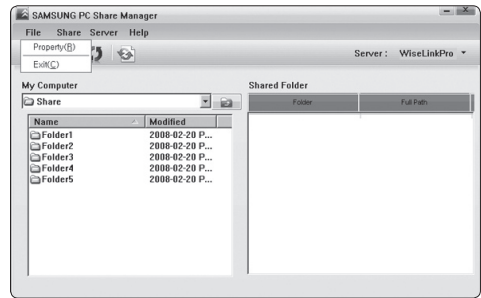 SAMSUNG PC Share Manager
File Share Server Help
Property(R)
Exit(C)
Server : WiseLinkPro
My Computer
Shared Folder
Share
Folder Full Path
Name Modified
Folder1 2008-02-20 P...
Folder2 2008-02-20 P...
Folder3 2008-02-20 P...
Folder4 2008-02-20 P...
Folder5 2008-02-20 P...